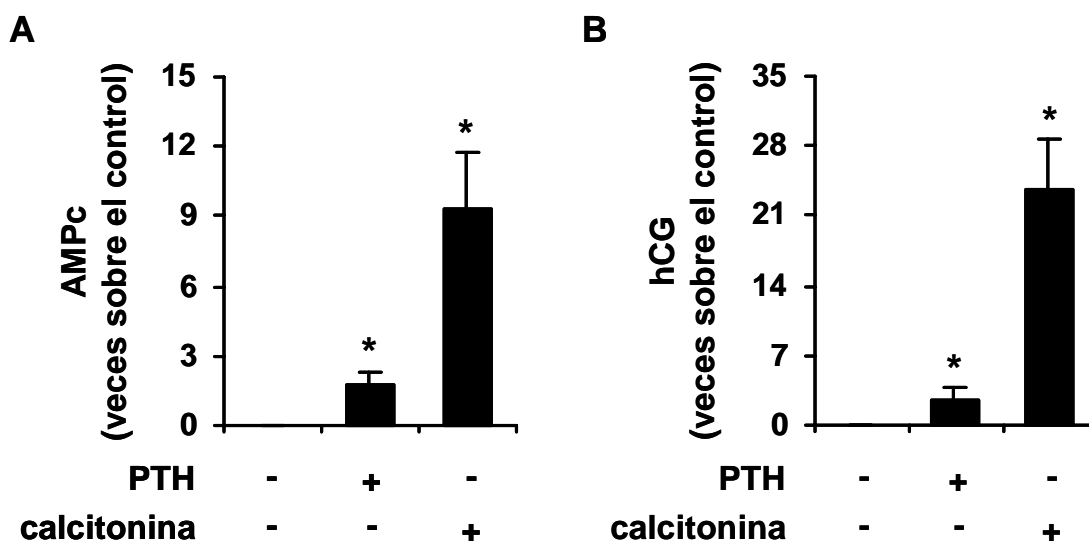 A
AMPc
(veces sobre el control)
15
12
9
6
3
0
*
*
PTH - + -
calcitonina - - +
B
hCG
(veces sobre el control)
35
28
21
14
7
0
*
*
PTH - + -
calcitonina - - +